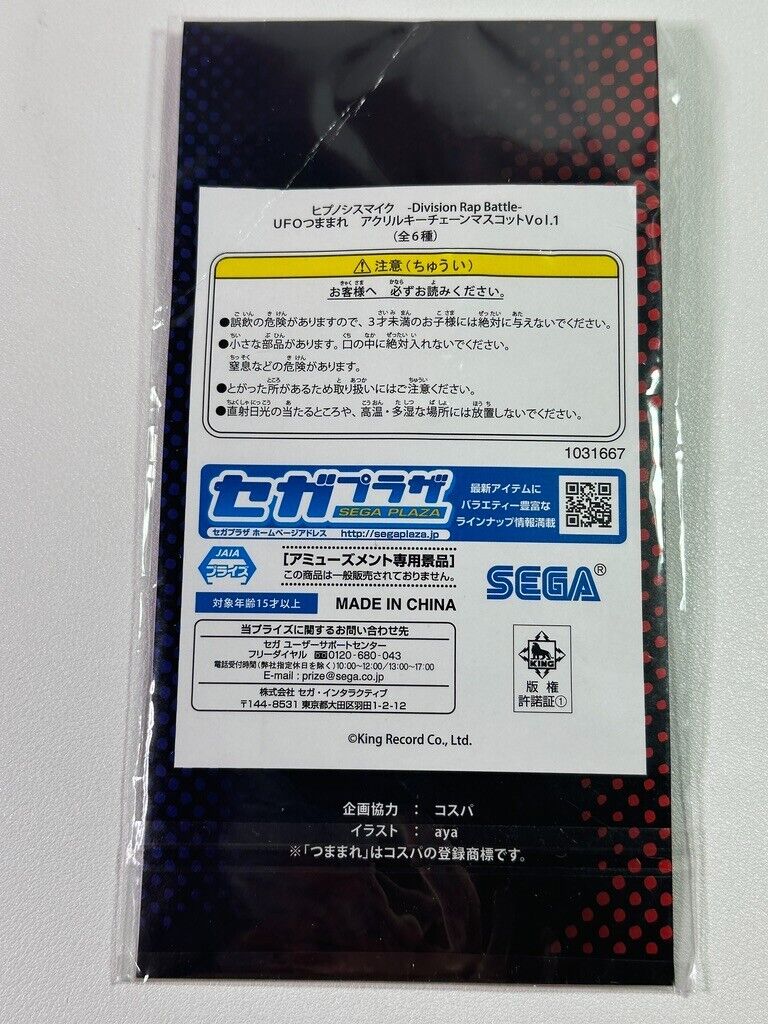 ヒプノシスマイク -Division Rap Battle-
UFOつままれ アクリルキーチェーンマスコットVol.1
(全6種)
⚠注意(ちゅうい)
お客様へ 必ずお読みください。
●誤飲の危険がありますので、3才未満のお子様には絶対に与えないでください。
●小さな部品があります。口の中に絶対入れないでください。
窒息などの危険があります。
●とがった所があるため取り扱いにはご注意ください。
●直射日光の当たるところや、高温・多湿な場所には放置しないでください。
1031667
セガプラザ
SEGA PLAZA
セガプラザ ホームページアドレス http://segaplaza.jp
最新アイテムに
バラエティー豊富な
ラインナップ情報満載
JAIA
プライズ
[アミューズメント専用景品]
この商品は一般販売されておりません。
SEGA®
対象年齢15才以上
MADE IN CHINA
当プライズに関するお問い合わせ先
セガ ユーザーサポートセンター
フリーダイヤル 0120-680-043
電話受付時間(弊社指定休日を除く)10:00~12:00/13:00~17:00
E-mail : prize@sega.co.jp
株式会社 セガ・インタラクティブ
〒144-8531 東京都大田区羽田1-2-12
KING
版権
許諾証①
©King Record Co., Ltd.
企画協力 : コスパ
イラスト : aya
※「つままれ」はコスパの登録商標です。